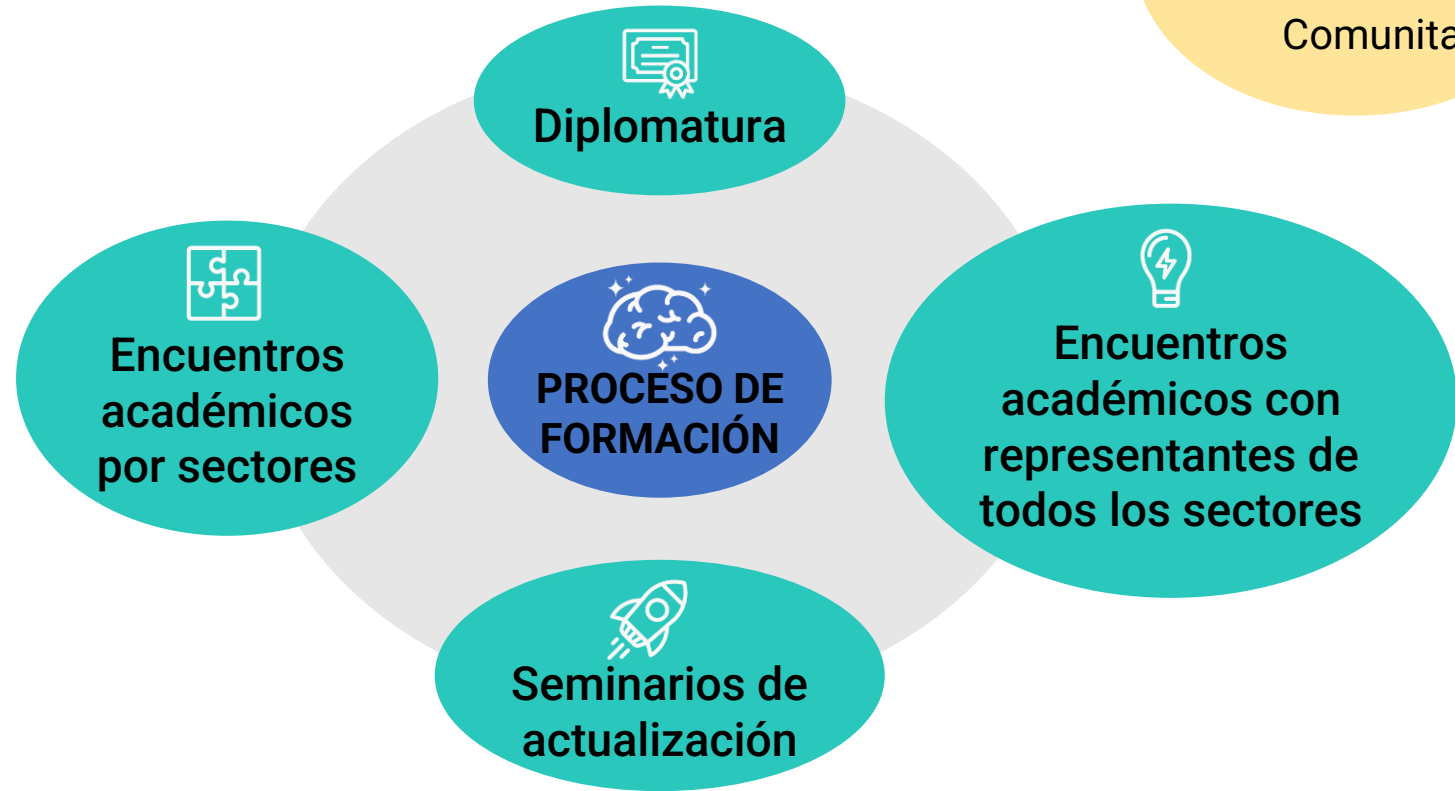 Comunita
Diplomatura
Encuentros
académicos
por sectores
PROCESO DE
FORMACIÓN
Encuentros
académicos con
representantes de
todos los sectores
Seminarios de
actualización